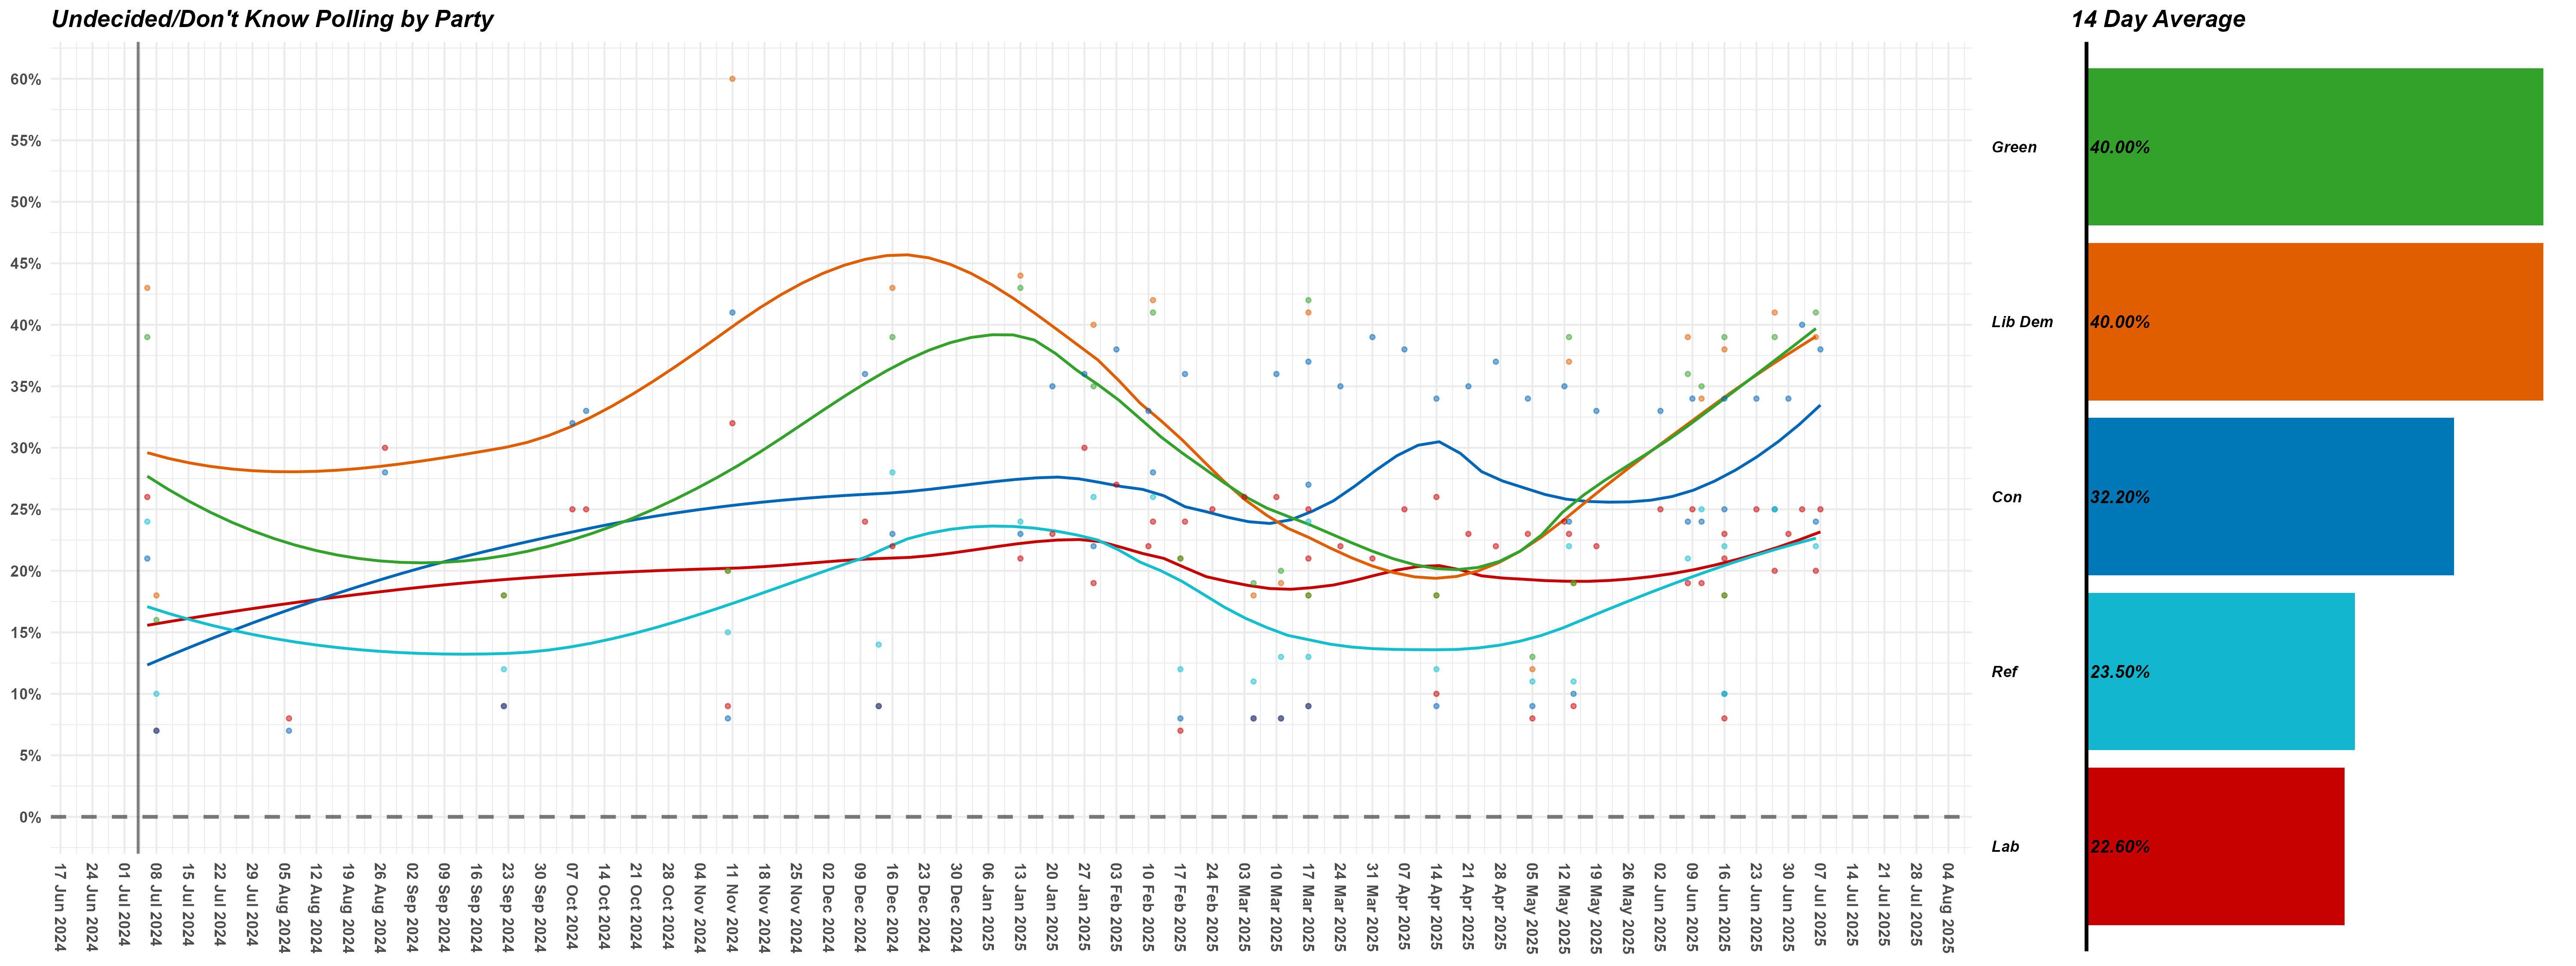 Undecided/Don't Know Polling by Party
14 Day Average
60%
55%
50%
45%
40%
35%
30%
25%
20%
15%
10%
5%
0%
17 Jun 2024
24 Jun 2024
01 Jul 2024
08 Jul 2024
15 Jul 2024
22 Jul 2024
29 Jul 2024
05 Aug 2024
12 Aug 2024
19 Aug 2024
26 Aug 2024
02 Sep 2024
09 Sep 2024
16 Sep 2024
23 Sep 2024
30 Sep 2024
07 Oct 2024
14 Oct 2024
21 Oct 2024
28 Oct 2024
04 Nov 2024
11 Nov 2024
18 Nov 2024
25 Nov 2024
02 Dec 2024
09 Dec 2024
16 Dec 2024
23 Dec 2024
30 Dec 2024
06 Jan 2025
13 Jan 2025
20 Jan 2025
27 Jan 2025
03 Feb 2025
10 Feb 2025
17 Feb 2025
24 Feb 2025
03 Mar 2025
10 Mar 2025
17 Mar 2025
24 Mar 2025
31 Mar 2025
07 Apr 2025
14 Apr 2025
21 Apr 2025
28 Apr 2025
05 May 2025
12 May 2025
19 May 2025
26 May 2025
02 Jun 2025
09 Jun 2025
16 Jun 2025
23 Jun 2025
30 Jun 2025
07 Jul 2025
14 Jul 2025
21 Jul 2025
28 Jul 2025
04 Aug 2025
Green 40.00%
Lib Dem 40.00%
Con 32.20%
Ref 23.50%
Lab 22.60%